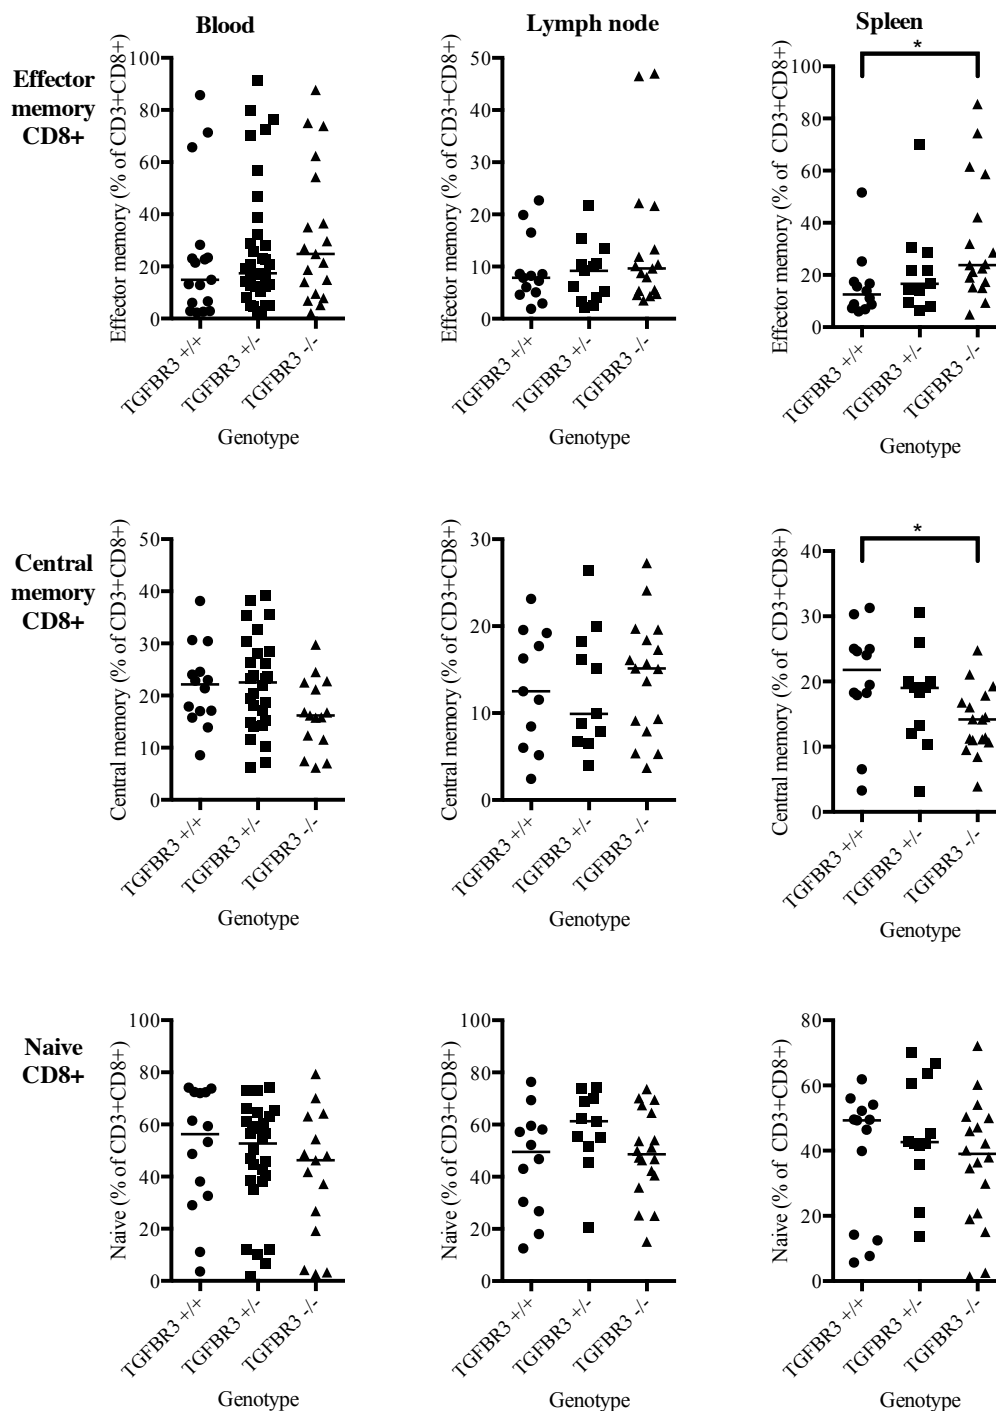 Blood
Lymph node
Spleen
Effector
memory
CD8+
Effector memory (% of CD3+CD8+)
100
80
60
40
20
0
TGFBR3 +/+
TGFBR3 +/-
TGFBR3 -/-
Genotype
Effector memory (% of CD3+CD8+)
50
40
30
20
10
0
TGFBR3 +/+
TGFBR3 +/-
TGFBR3 -/-
Genotype
Effector memory (% of CD3+CD8+)
100
80
60
40
20
0
*
TGFBR3 +/+
TGFBR3 +/-
TGFBR3 -/-
Genotype
Central
memory
CD8+
Central memory (% of CD3+CD8+)
50
40
30
20
10
0
TGFBR3 +/+
TGFBR3 +/-
TGFBR3 -/-
Genotype
Central memory (% of CD3+CD8+)
30
20
10
0
TGFBR3 +/+
TGFBR3 +/-
TGFBR3 -/-
Genotype
Central memory (% of CD3+CD8+)
40
30
20
10
0
*
TGFBR3 +/+
TGFBR3 +/-
TGFBR3 -/-
Genotype
Naive
CD8+
Naive (% of CD3+CD8+)
100
80
60
40
20
0
TGFBR3 +/+
TGFBR3 +/-
TGFBR3 -/-
Genotype
Naive (% of CD3+CD8+)
100
80
60
40
20
0
TGFBR3 +/+
TGFBR3 +/-
TGFBR3 -/-
Genotype
Naive (% of CD3+CD8+)
80
60
40
20
0
TGFBR3 +/+
TGFBR3 +/-
TGFBR3 -/-
Genotype